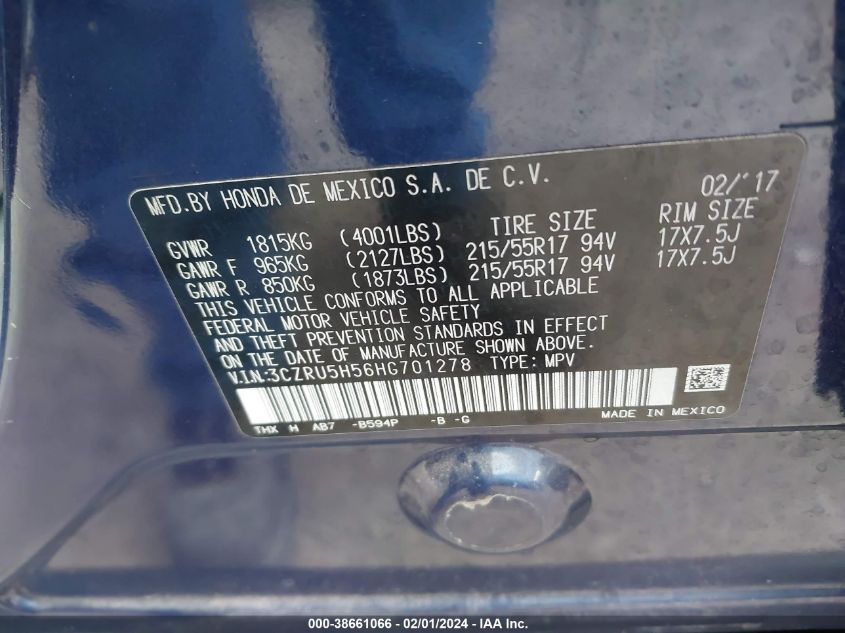 MFD.BY HONDA DE MEXICO S.A. DE C.V. 02/'17
TIRE SIZE RIM SIZE
GVWR 1815KG (4001LBS)
GAWR F 965KG (2127LBS) 215/55R17 94V 17X7.5J
GAWR R 850KG (1873LBS) 215/55R17 94V 17X7.5J
THIS VEHICLE CONFORMS TO ALL APPLICABLE
FEDERAL MOTOR VEHICLE SAFETY
AND THEFT PREVENTION STANDARDS IN EFFECT
ON THE DATE OF MANUFACTURE SHOWN ABOVE.
V.I.N:3CZRU5H56HG701278 TYPE: MPV
THX H AB7 -B594P -B -G MADE IN MEXICO
000-38661066 - 02/01/2024 - IAA Inc.